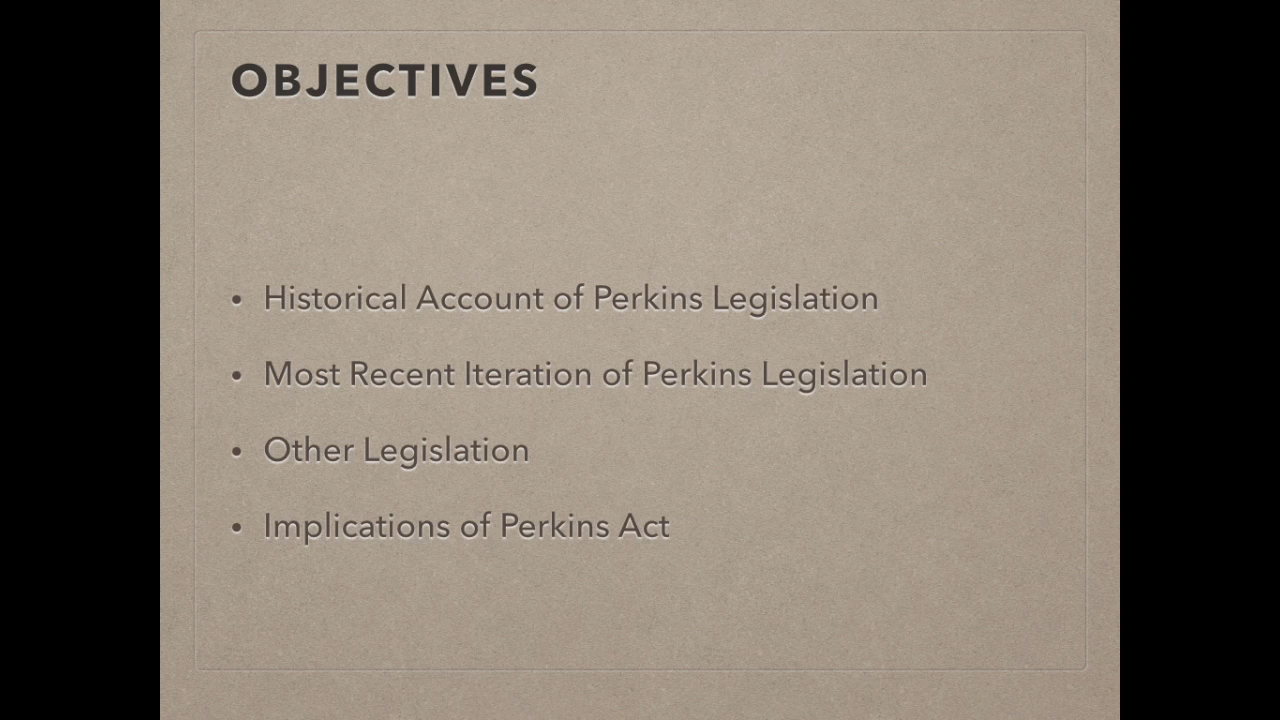 OBJECTIVES
• Historical Account of Perkins Legislation
• Most Recent Iteration of Perkins Legislation
• Other Legislation
• Implications of Perkins Act